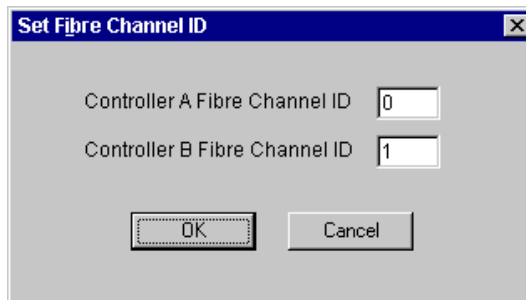 Set Fibre Channel ID
Controller A Fibre Channel ID 0
Controller B Fibre Channel ID 1
OK Cancel